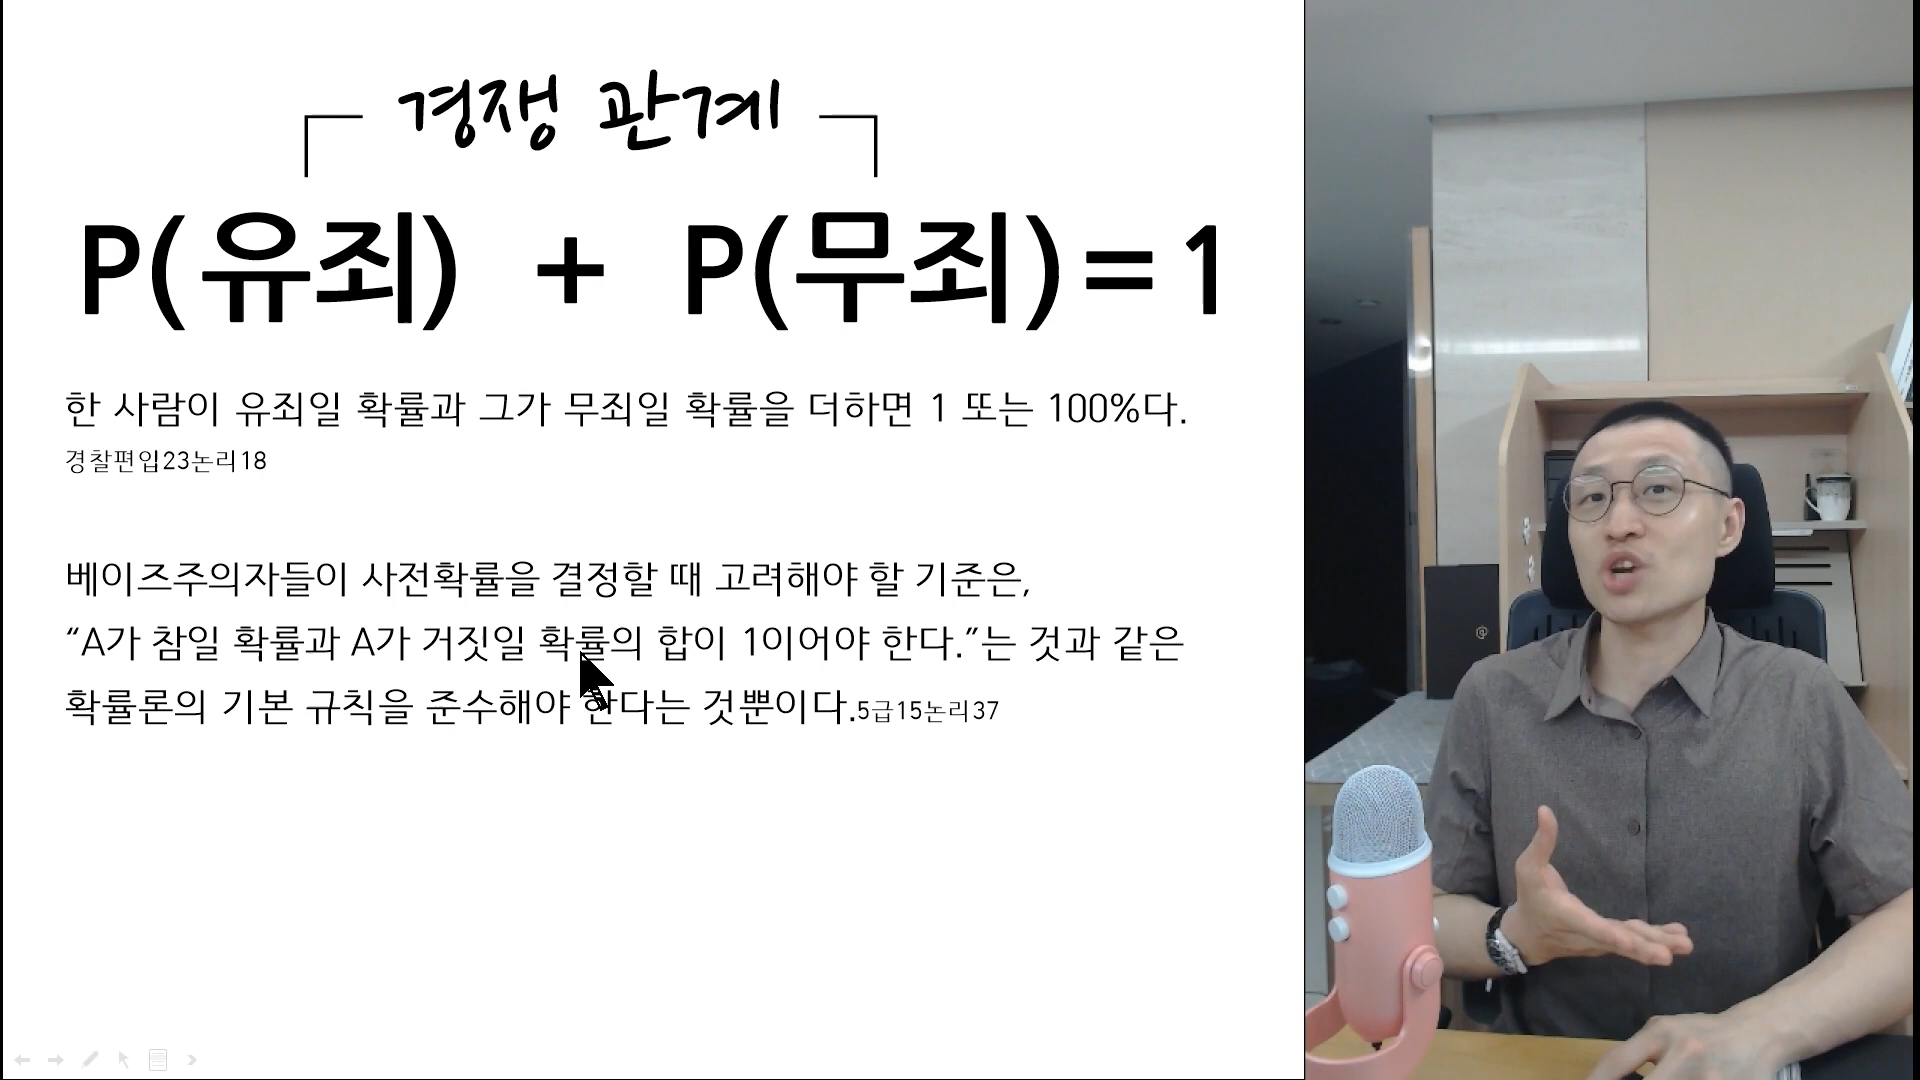 경쟁 관계
P(유죄) + P(무죄)=1
한 사람이 유죄일 확률과 그가 무죄일 확률을 더하면 1 또는 100%다.
경찰편입23논리18
베이즈주의자들이 사전확률을 결정할 때 고려해야 할 기준은,
“A가 참일 확률과 A가 거짓일 확률의 합이 1이어야 한다.”는 것과 같은
확률론의 기본 규칙을 준수해야 한다는 것뿐이다.5급15논리37